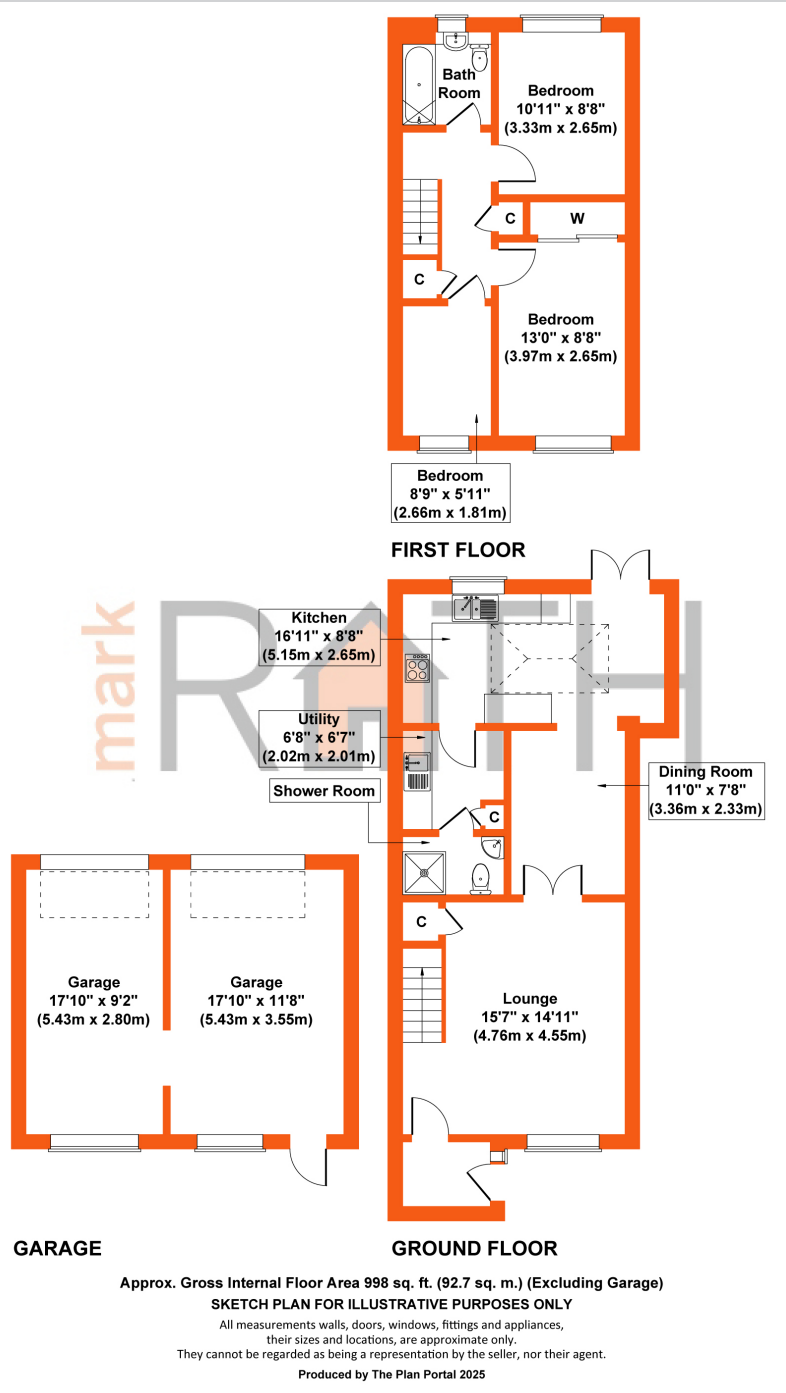 Bath
Room
Bedroom
10'11" x 8'8"
(3.33m x 2.65m)
C
W
C
Bedroom
13'0" x 8'8"
(3.97m x 2.65m)
Bedroom
8'9" x 5'11"
(2.66m x 1.81m)
FIRST FLOOR
mark
RATH
Kitchen
16'11" x 8'8"
(5.15m x 2.65m)
Utility
6'8" x 6'7"
(2.02m x 2.01m)
Shower Room
Dining Room
11'0" x 7'8"
(3.36m x 2.33m)
C
C
Garage
17'10" x 9'2"
(5.43m x 2.80m)
Garage
17'10" x 11'8"
(5.43m x 3.55m)
Lounge
15'7" x 14'11"
(4.76m x 4.55m)
GARAGE
GROUND FLOOR
Approx. Gross Internal Floor Area 998 sq. ft. (92.7 sq. m.) (Excluding Garage)
SKETCH PLAN FOR ILLUSTRATIVE PURPOSES ONLY
All measurements walls, doors, windows, fittings and appliances,
their sizes and locations, are approximate only.
They cannot be regarded as being a representation by the seller, nor their agent.
Produced by The Plan Portal 2025